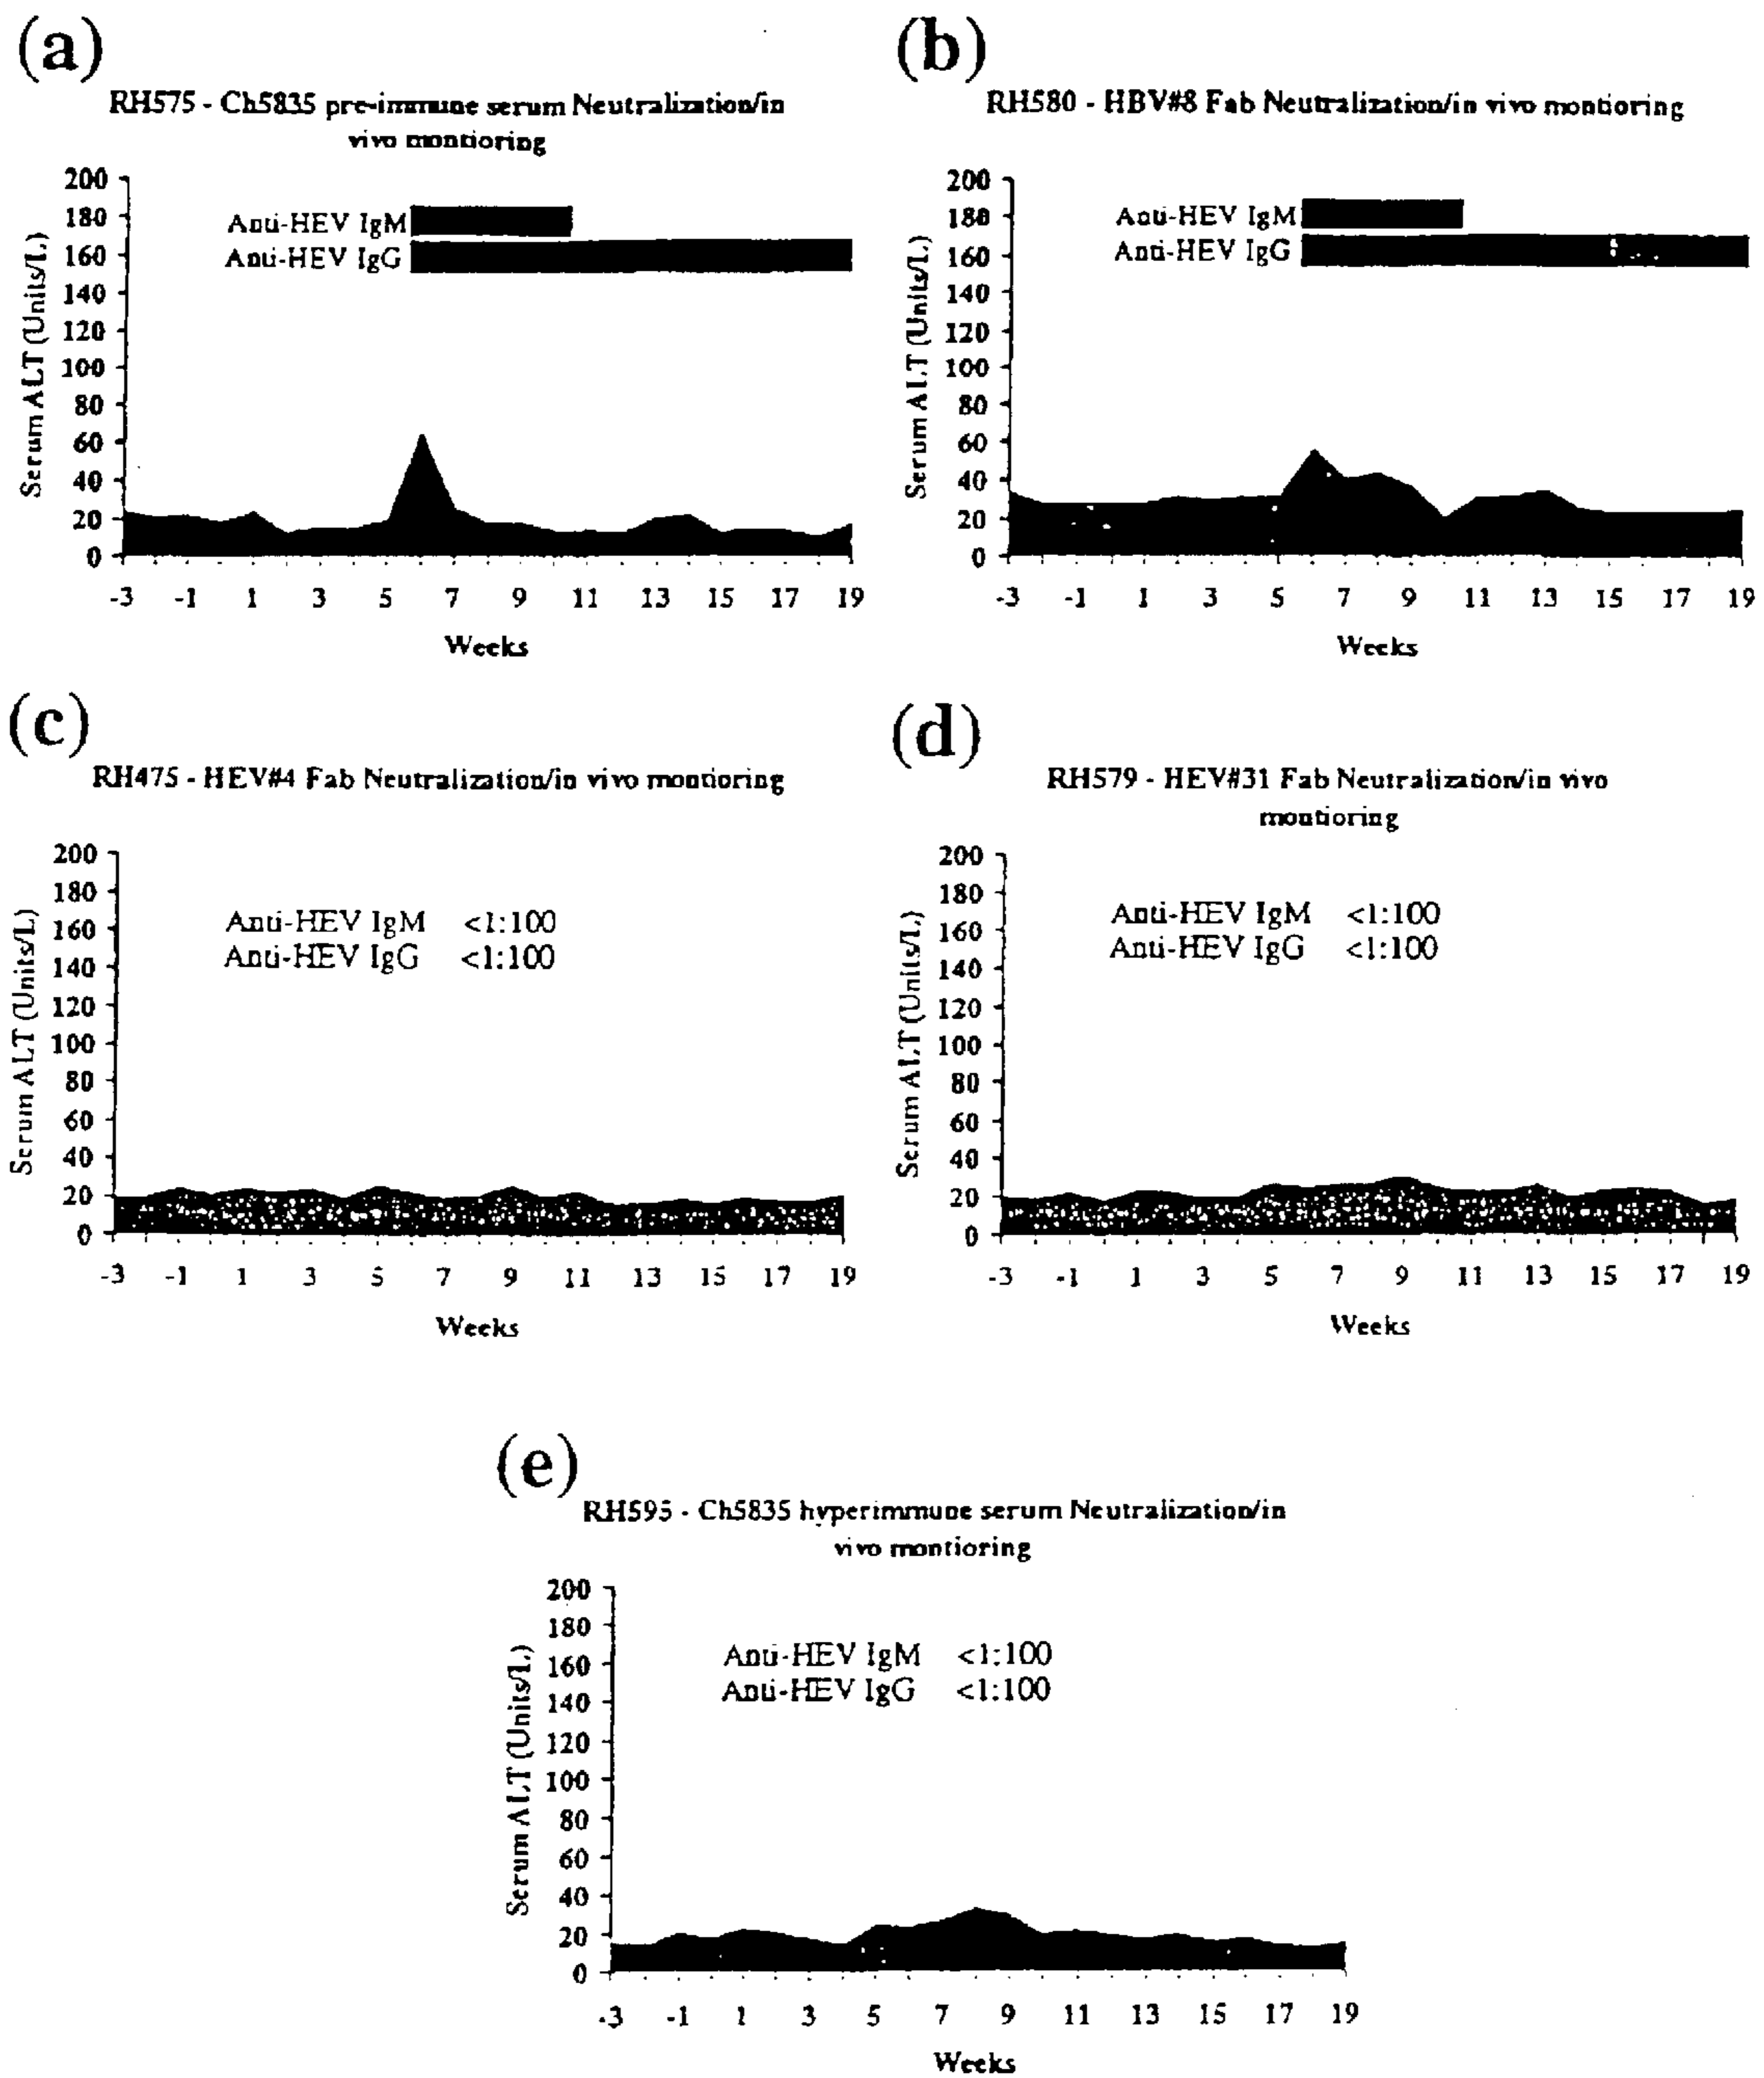 (a)
RH575 - Ch5835 pre-immune serum Neutralization/in
vivo montioring
200
180
160
140
120
100
80
60
40
20
0
Serum ALT (Units/L)
Anti-HEV IgM
Anti-HEV IgG
-3 -1 1 3 5 7 9 11 13 15 17 19
Weeks
(b)
RH580 - HBV#8 Fab Neutralization/in vivo montioring
200
180
160
140
120
100
80
60
40
20
0
Serum ALT (Units/L)
Anti-HEV IgM
Anti-HEV IgG
-3 -1 1 3 5 7 9 11 13 15 17 19
Weeks
(c)
RH475 - HEV#4 Fab Neutralization/in vivo montioring
200
180
160
140
120
100
80
60
40
20
0
Serum ALT (Units/L)
Anti-HEV IgM <1:100
Anti-HEV IgG <1:100
-3 -1 1 3 5 7 9 11 13 15 17 19
Weeks
(d)
RH579 - HEV#31 Fab Neutralization/in vivo
montioring
200
180
160
140
120
100
80
60
40
20
0
Serum ALT (Units/L)
Anti-HEV IgM <1:100
Anti-HEV IgG <1:100
-3 -1 1 3 5 7 9 11 13 15 17 19
Weeks
(e)
RH595 - Ch5835 hyperimmune serum Neutralization/in
vivo montioring
200
180
160
140
120
100
80
60
40
20
0
Serum ALT (Units/L)
Anti-HEV IgM <1:100
Anti-HEV IgG <1:100
-3 -1 1 3 5 7 9 11 13 15 17 19
Weeks